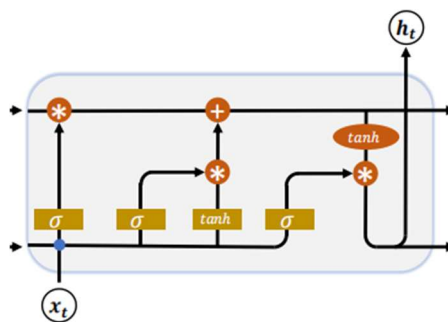 h_t
* +
tanh
* *
σ σ tanh σ
x_t